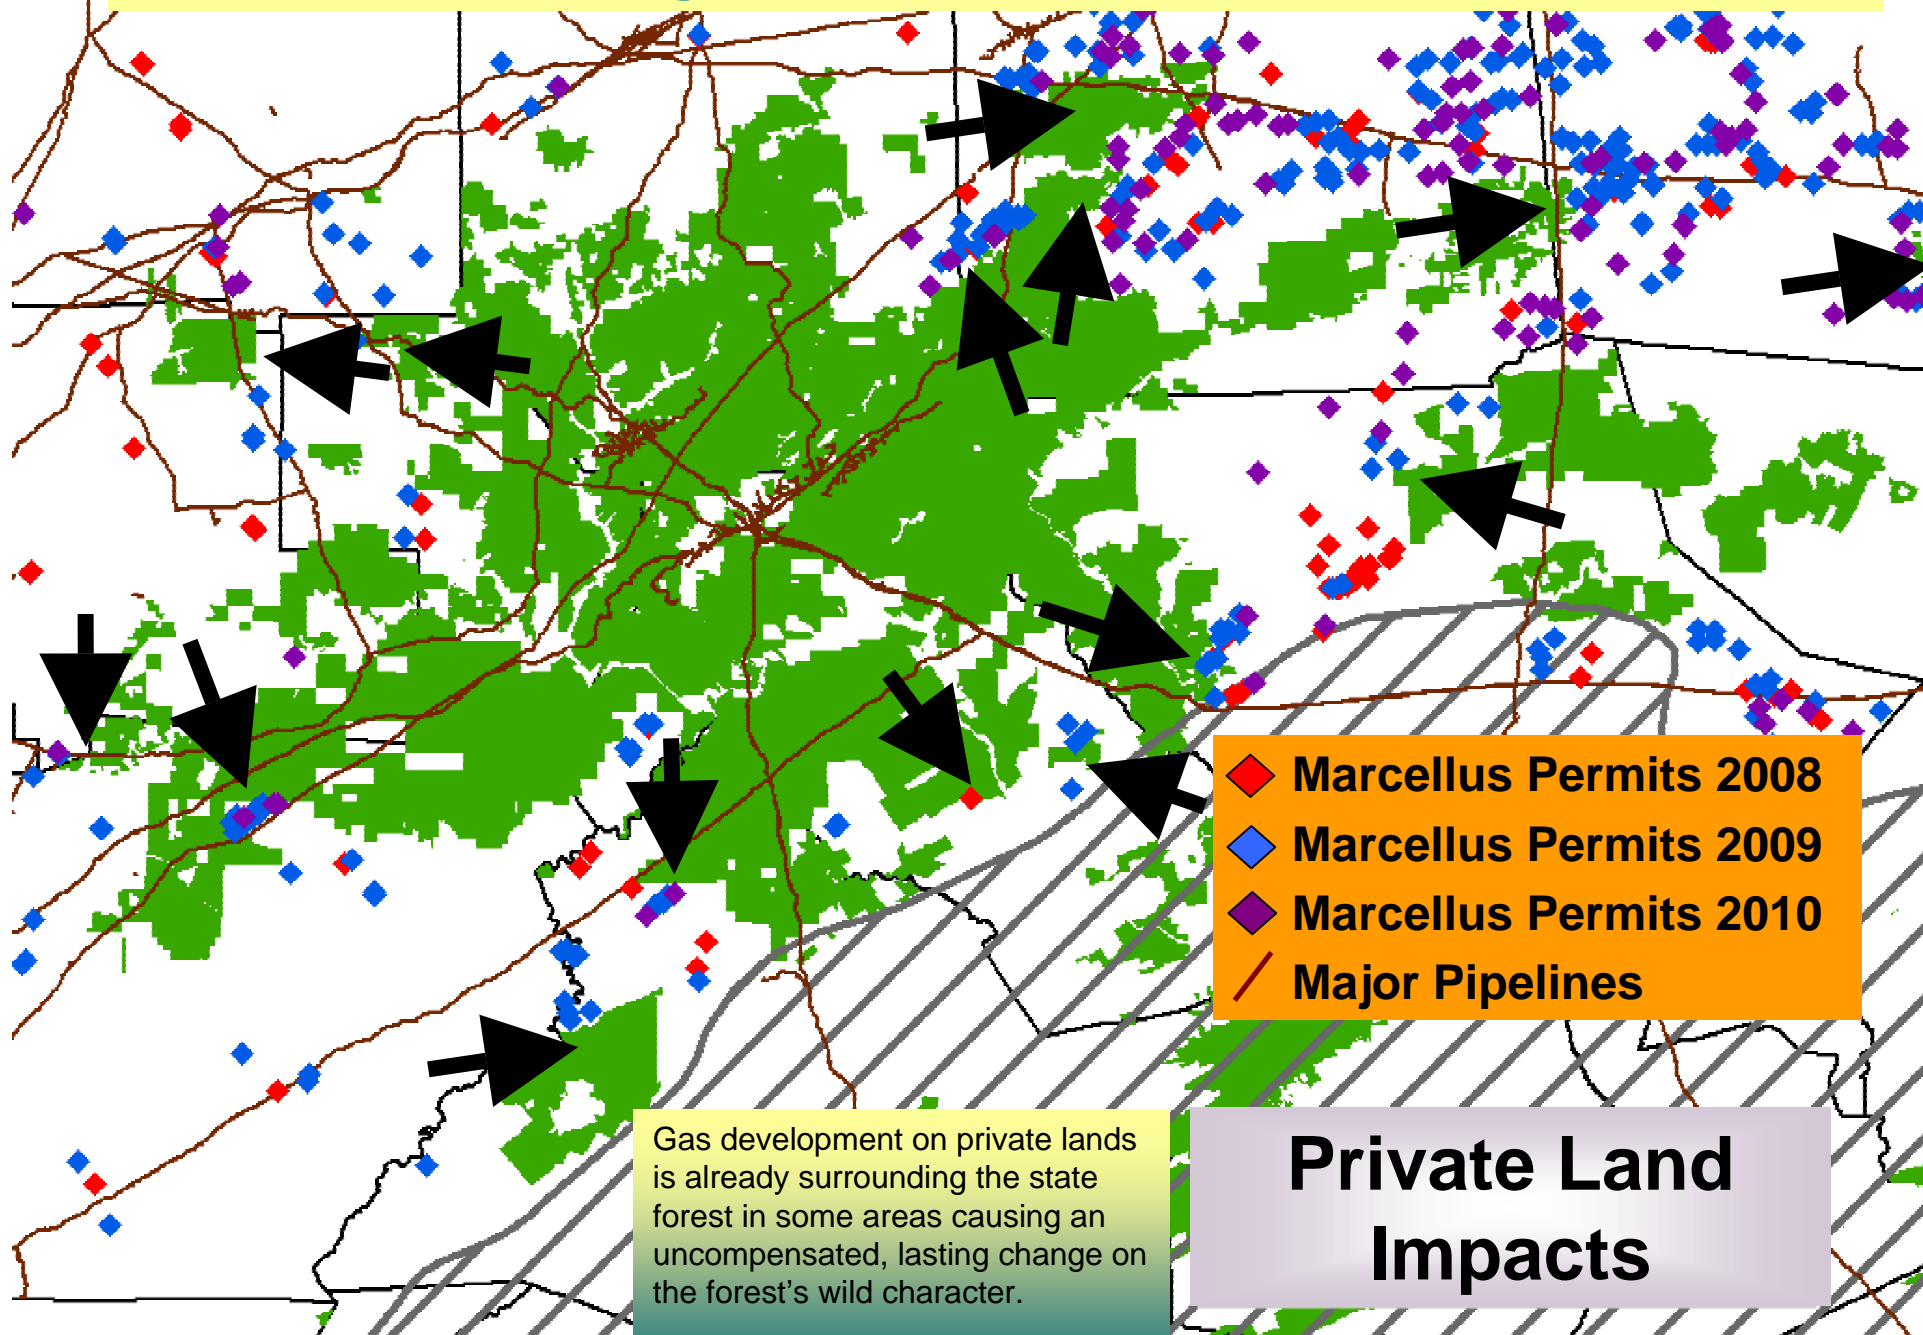 Marcellus Permits 2008
Marcellus Permits 2009
Marcellus Permits 2010
Major Pipelines
Gas development on private lands
is already surrounding the state
forest in some areas causing an
uncompensated, lasting change on
the forest's wild character.
Private Land
Impacts